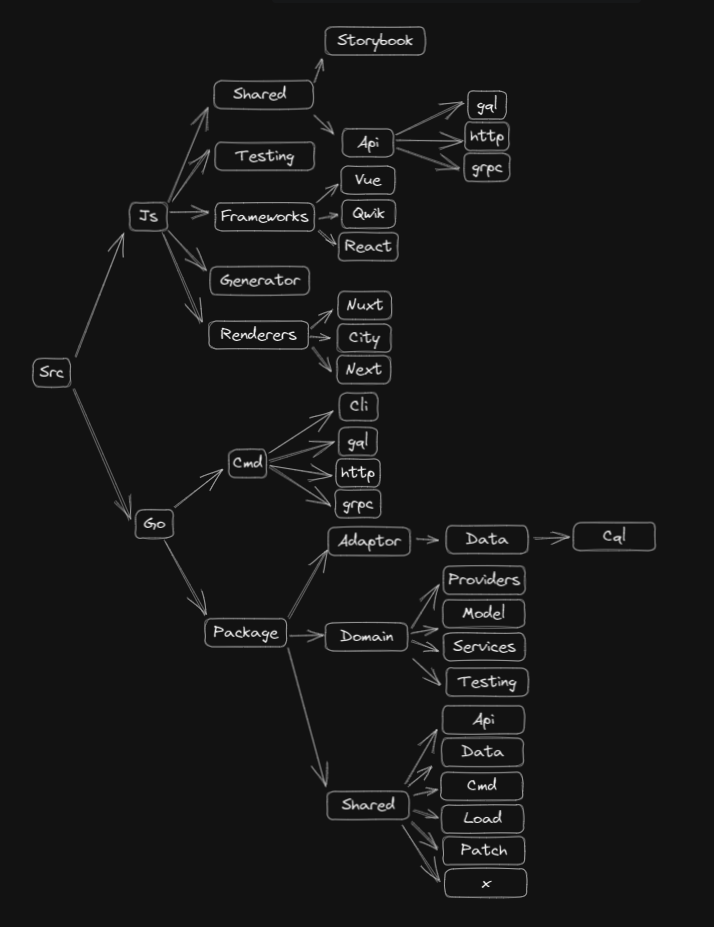 Storybook
Shared
gql
Api
http
Testing
grpc
Vue
Js
Frameworks
Qwik
React
Generator
Nuxt
Renderers
City
Src
Next
Cli
gql
Cmd
http
grpc
Go
Adaptor
Data
Cql
Providers
Model
Package
Domain
Services
Testing
Api
Data
Cmd
Shared
Load
Patch
x